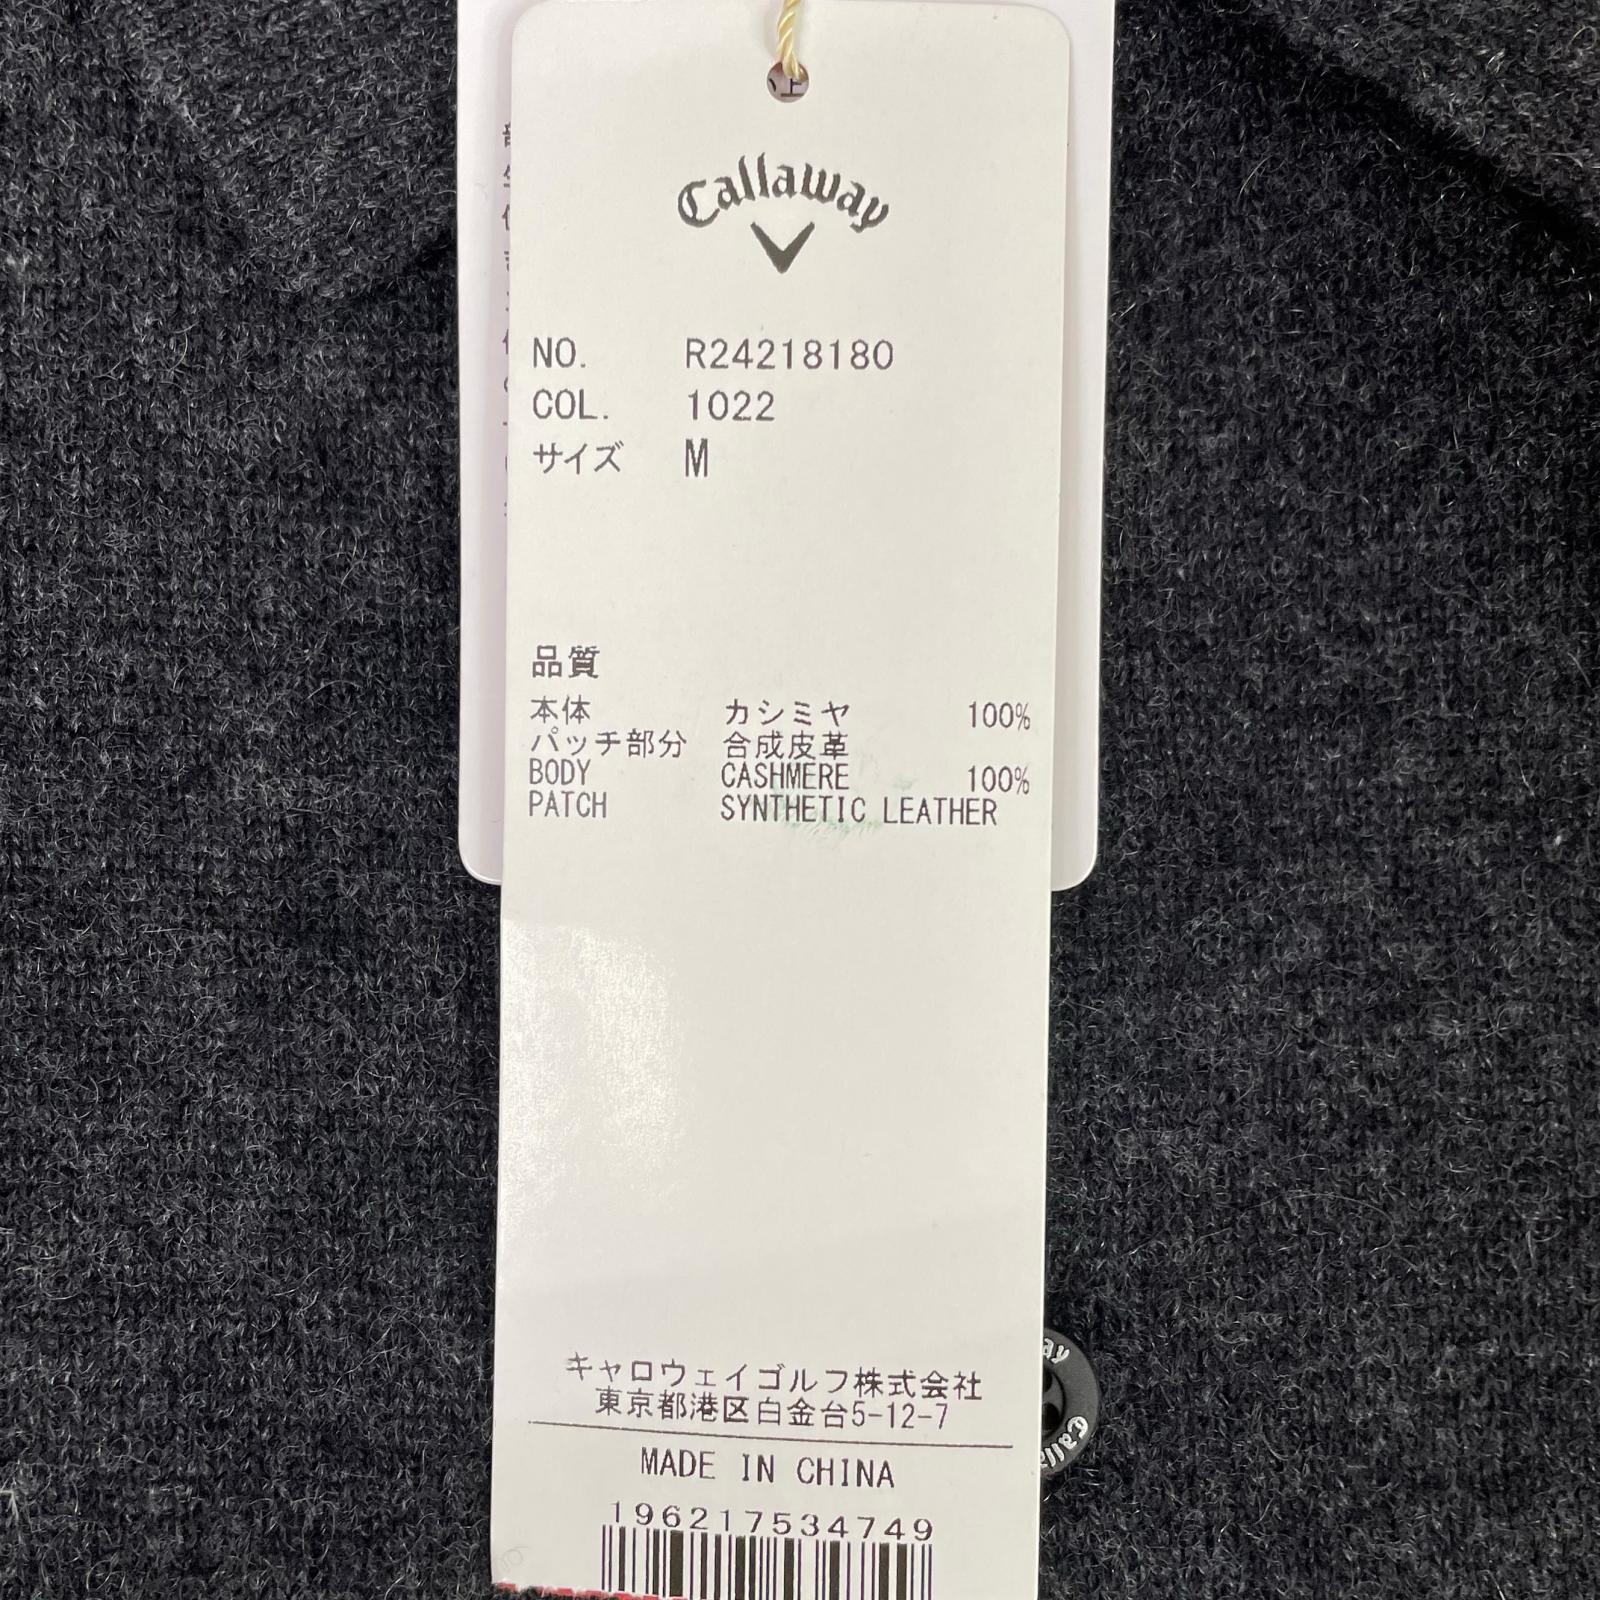 上
Callaway
NO. R24218180
COL. 1022
サイズ M
品質
本体 カシミヤ 100%
パッチ部分 合成皮革
BODY CASHMERE 100%
PATCH SYNTHETIC LEATHER
キャロウェイゴルフ株式会社
東京都港区白金台5-12-7
MADE IN CHINA
196217534749